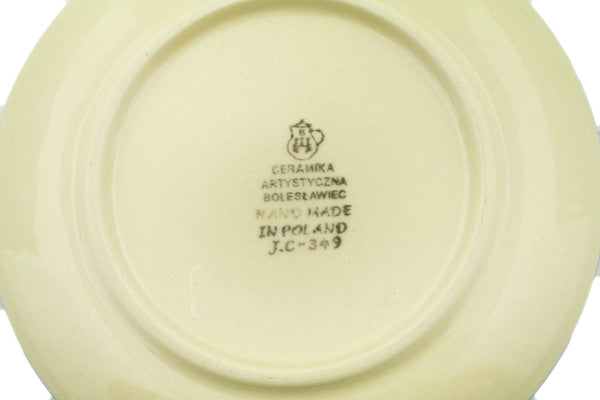 B
CERAMIKA
ARTYSTYCZNA
BOLESŁAWIEC
HAND MADE
IN POLAND
J.C-349